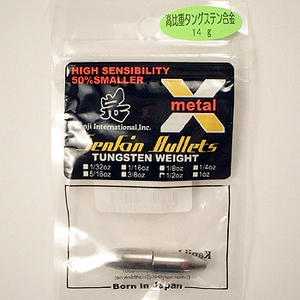 高比重タングステン合金
14 g
HIGH SENSIBILITY
50% SMALLER
X
metal
Kanji International, Inc.
Tenkin Bullets
TUNGSTEN WEIGHT
1/32oz 1/16oz 1/8oz 1/4oz
5/16oz 3/8oz 1/2oz 1oz
Born in Japan